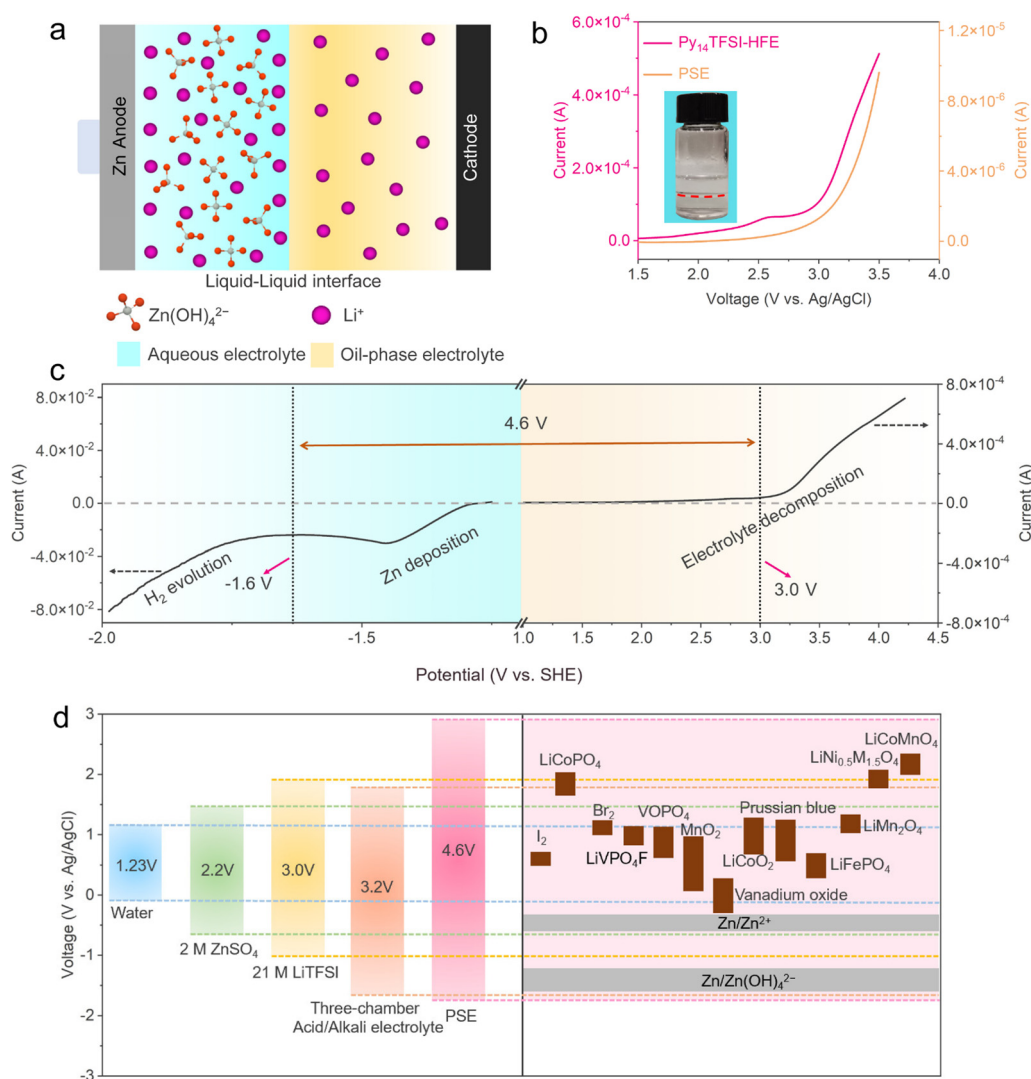 a
Zn Anode
Cathode
Liquid-Liquid interface
Zn(OH)₄²⁻
Li⁺
Aqueous electrolyte
Oil-phase electrolyte
b
6.0×10⁻⁴
4.0×10⁻⁴
2.0×10⁻⁴
0.0
Current (A)
Py₁₄TFSI-HFE
PSE
1.2×10⁻⁵
9.0×10⁻⁶
6.0×10⁻⁶
3.0×10⁻⁶
0.0
Current (A)
1.5 2.0 2.5 3.0 3.5 4.0
Voltage (V vs. Ag/AgCl)
c
8.0×10⁻²
4.0×10⁻²
0.0
-4.0×10⁻²
-8.0×10⁻²
Current (A)
4.6 V
H₂ evolution
-1.6 V
Zn deposition
Electrolyte decomposition
3.0 V
8.0×10⁻⁴
4.0×10⁻⁴
0.0
-4.0×10⁻⁴
-8.0×10⁻⁴
Current (A)
-2.0 -1.5 1.0 1.5 2.0 2.5 3.0 3.5 4.0 4.5
Potential (V vs. SHE)
d
3
2
1
0
-1
-2
-3
Voltage (V vs. Ag/AgCl)
1.23V
Water
2.2V
2 M ZnSO₄
3.0V
21 M LiTFSI
3.2V
Three-chamber
Acid/Alkali electrolyte
4.6V
PSE
LiCoMnO₄
LiNi₀.₅M₁.₅O₄
LiCoPO₄
Br₂
VOPO₄
Prussian blue
I₂
MnO₂
LiMn₂O₄
LiVPO₄F
LiCoO₂
LiFePO₄
Vanadium oxide
Zn/Zn²⁺
Zn/Zn(OH)₄²⁻